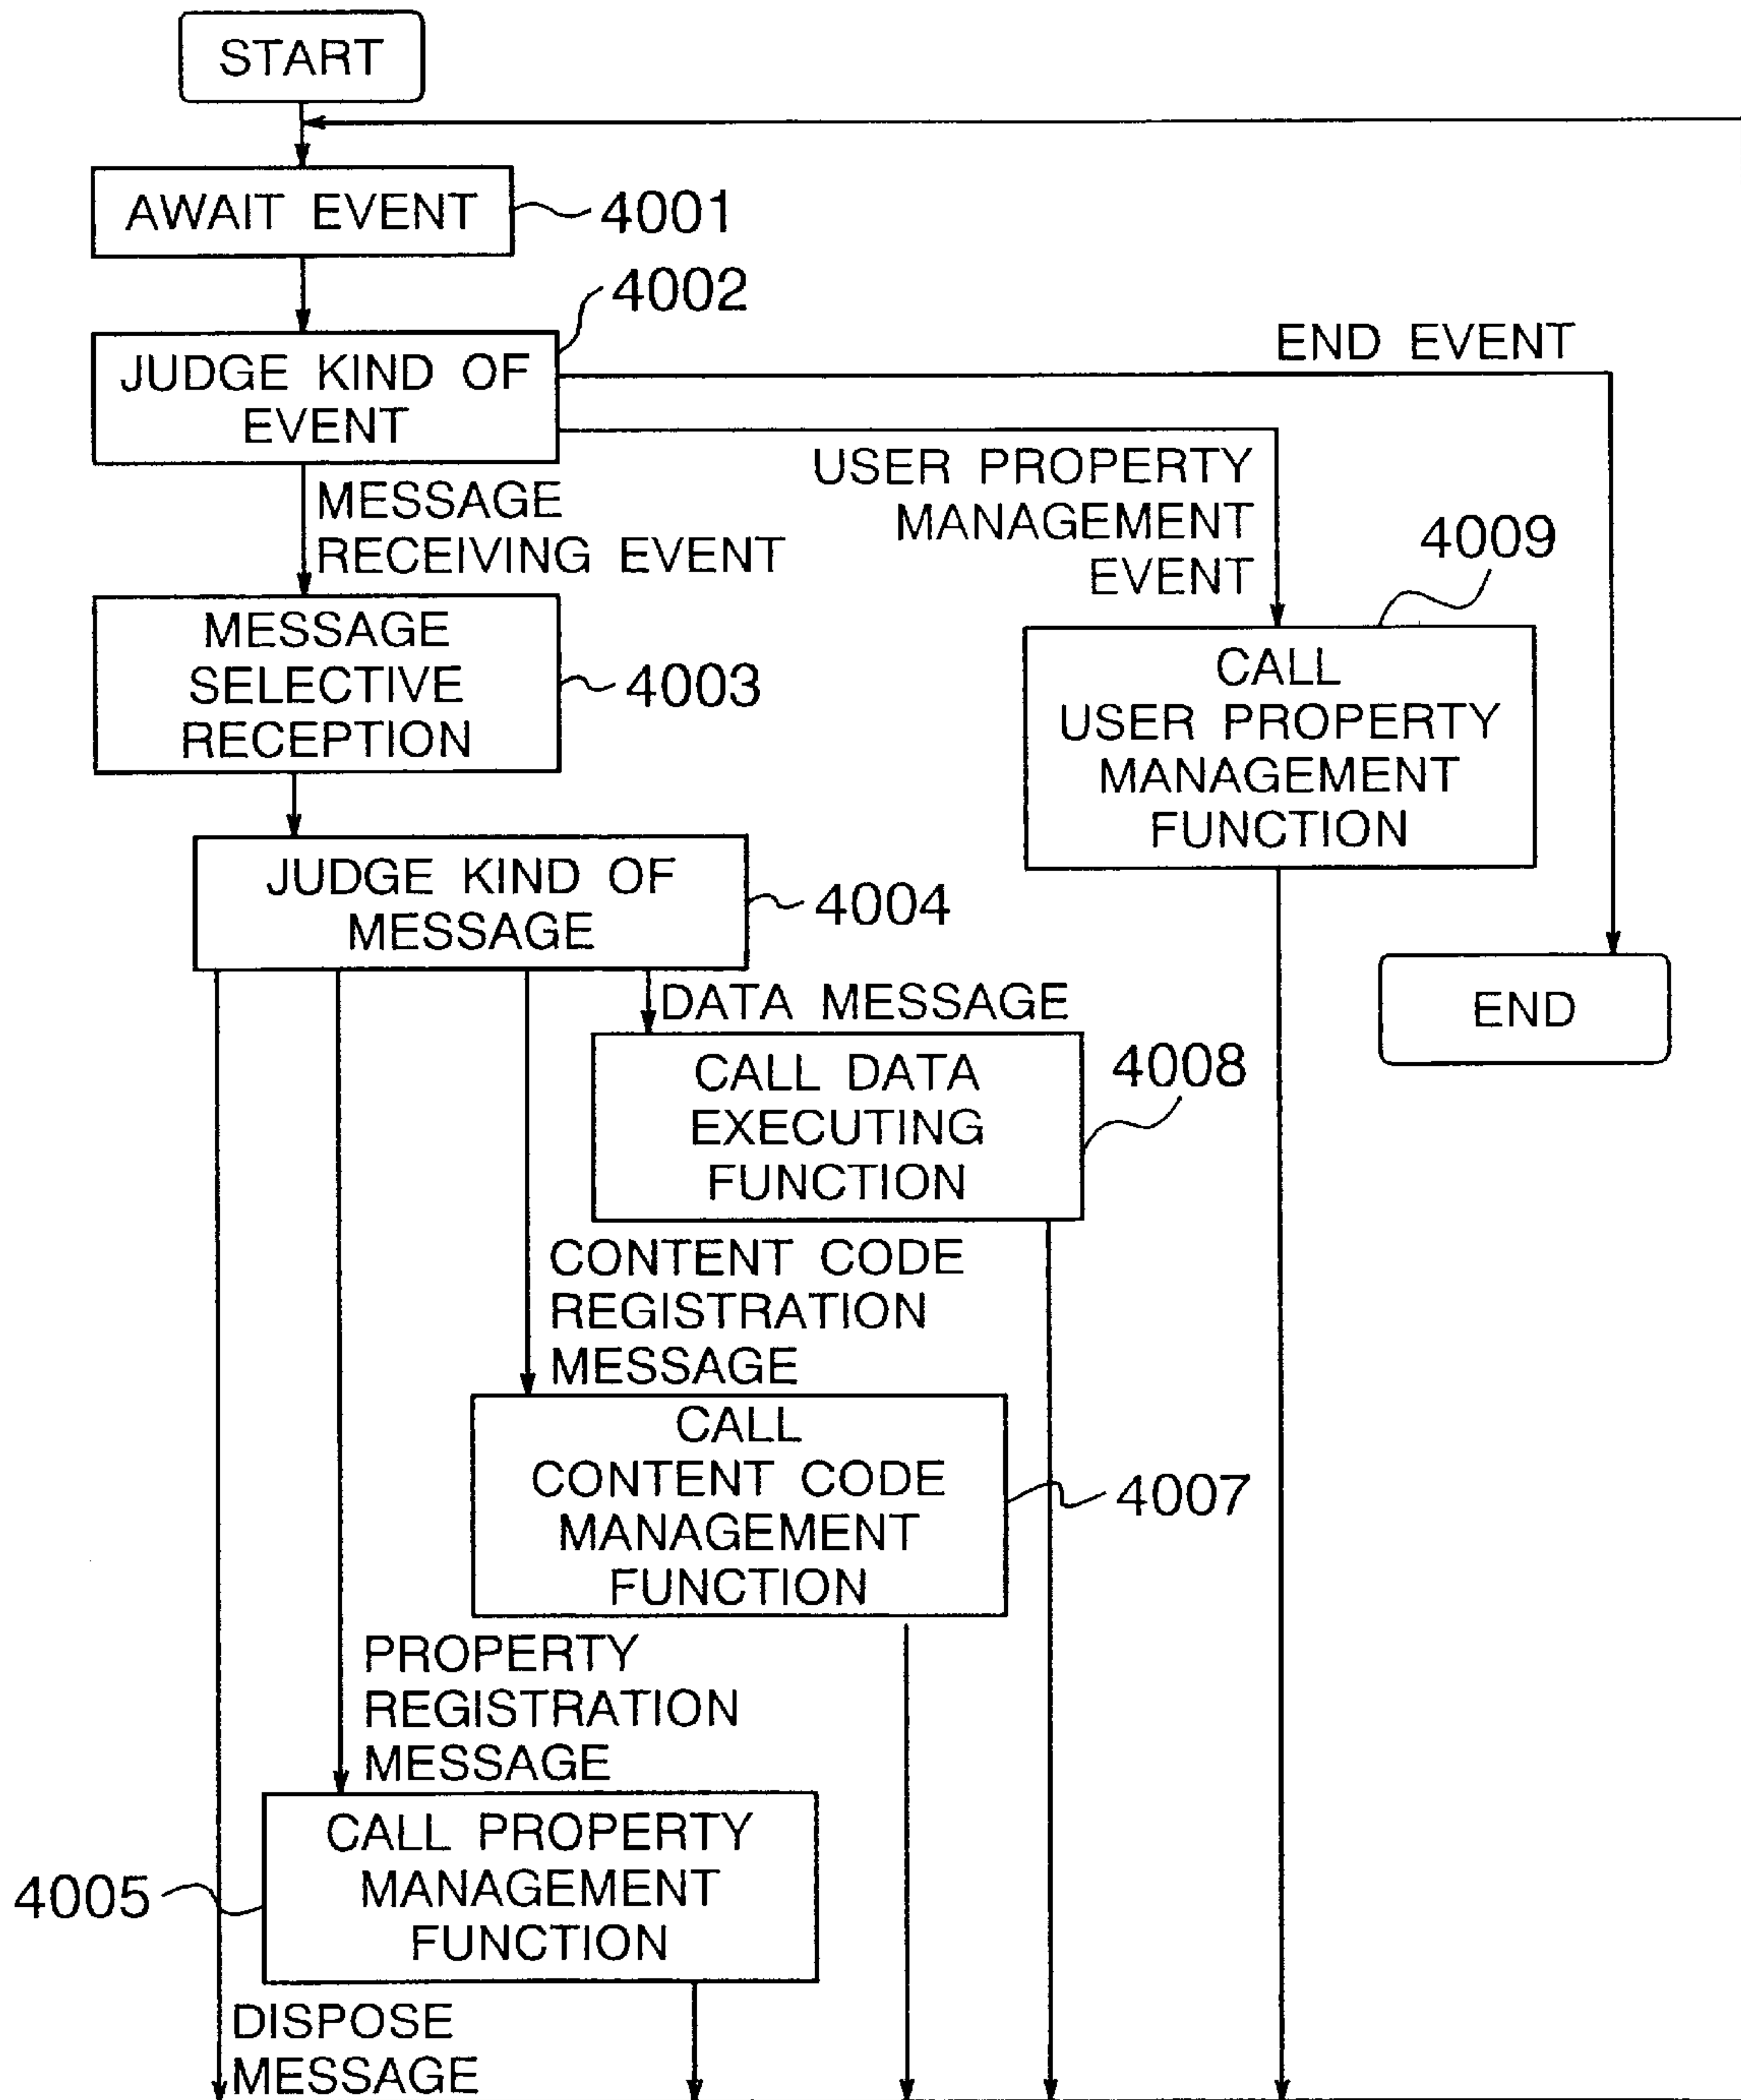 START
AWAIT EVENT
4001
4002
JUDGE KIND OF
EVENT
END EVENT
MESSAGE
RECEIVING EVENT
USER PROPERTY
MANAGEMENT
EVENT
4009
MESSAGE
SELECTIVE
RECEPTION
4003
CALL
USER PROPERTY
MANAGEMENT
FUNCTION
JUDGE KIND OF
MESSAGE
4004
END
DATA MESSAGE
CALL DATA
EXECUTING
FUNCTION
4008
CONTENT CODE
REGISTRATION
MESSAGE
CALL
CONTENT CODE
MANAGEMENT
FUNCTION
4007
PROPERTY
REGISTRATION
MESSAGE
CALL PROPERTY
MANAGEMENT
FUNCTION
4005
DISPOSE
MESSAGE